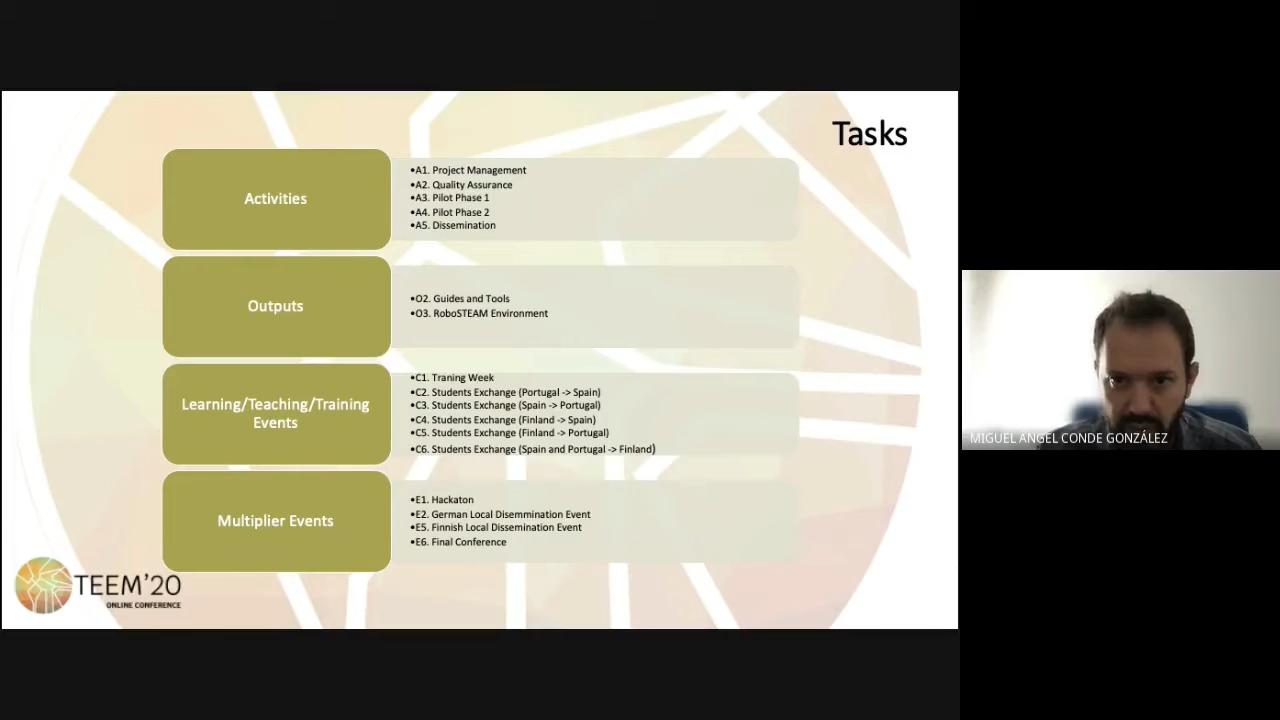 Tasks
Activities
•A1. Project Management
•A2. Quality Assurance
•A3. Pilot Phase 1
•A4. Pilot Phase 2
•A5. Dissemination
Outputs
•O2. Guides and Tools
•O3. RoboSTEAM Environment
Learning/Teaching/Training
Events
•C1. Traning Week
•C2. Students Exchange (Portugal -> Spain)
•C3. Students Exchange (Spain -> Portugal)
•C4. Students Exchange (Finland -> Spain)
•C5. Students Exchange (Finland -> Portugal)
•C6. Students Exchange (Spain and Portugal -> Finland)
Multiplier Events
•E1. Hackaton
•E2. German Local Disemmination Event
•E5. Finnish Local Dissemination Event
•E6. Final Conference
TEEM'20
ONLINE CONFERENCE
MIGUEL ANGEL CONDE GONZÁLEZ